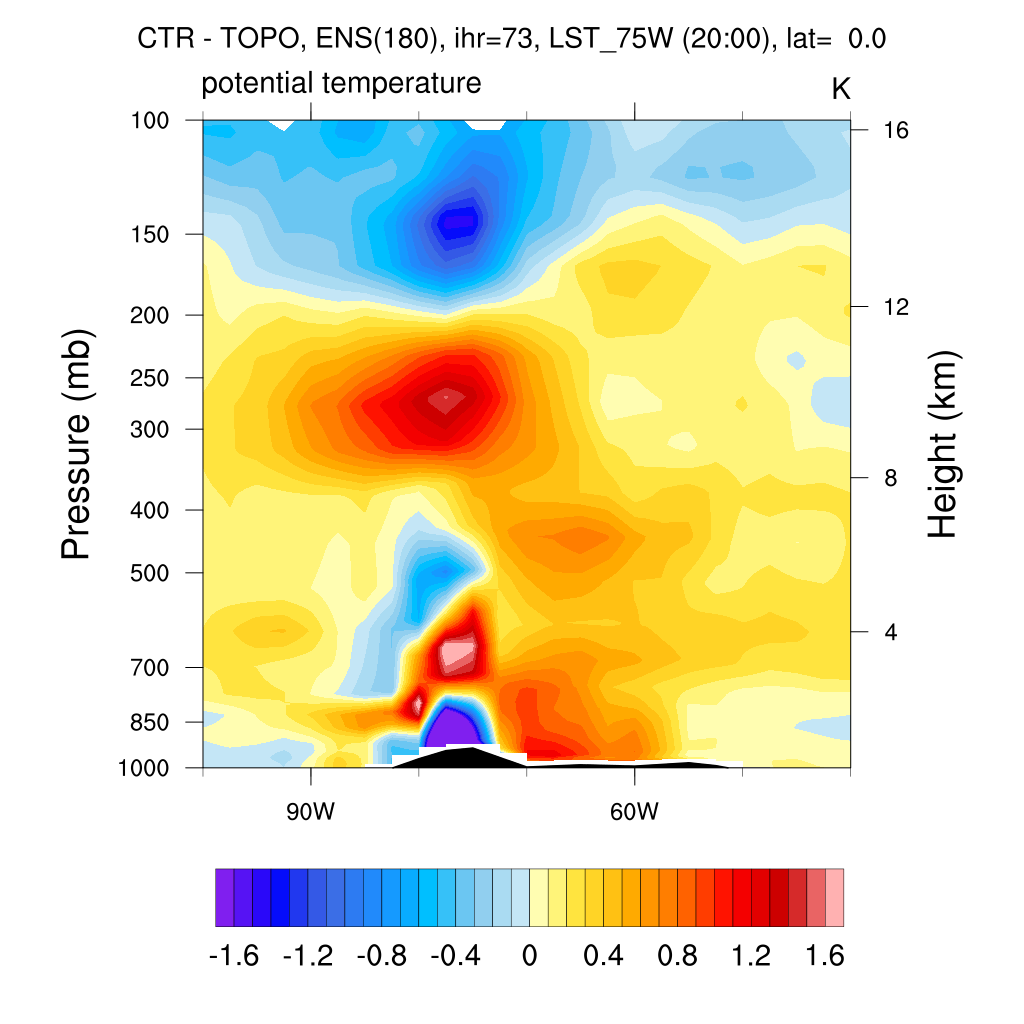 CTR - TOPO, ENS(180), ihr=73, LST_75W (20:00), lat=  0.0
potential temperature K
100
150
200
250
300
400
500
700
850
1000
Pressure (mb)
16
12
8
4
Height (km)
90W 60W
-1.6 -1.2 -0.8 -0.4 0 0.4 0.8 1.2 1.6